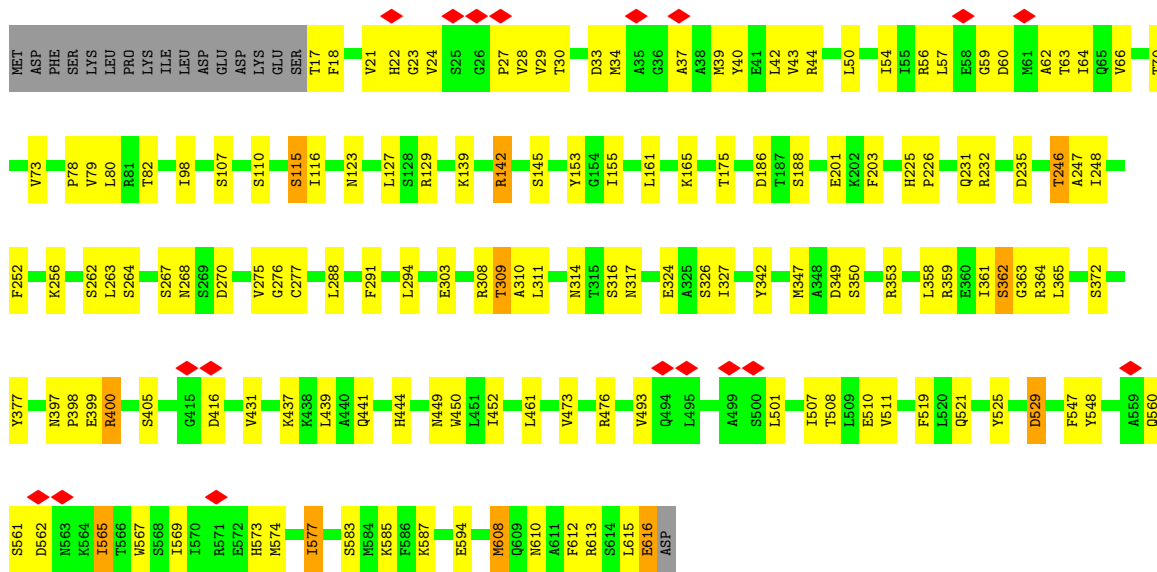 MET ASP PHE SER LYS LEU PRO LYS ILE LEU ASP GLU ASP LYS GLU SER T17 F18 V21 H22 G23 V24 S25 G26 P27 V28 V29 T30 D33 M34 A35 G36 A37 A38 M39 Y40 E41 L42 V43 R44 L50 I54 I55 R56 L57 E58 G59 D60 M61 A62 T63 I64 Q65 V66 T70
V73 P78 V79 L80 R81 T82 I98 S107 S110 S115 I116 N123 L127 S128 R129 K139 R142 S145 Y153 G154 I155 L161 K165 T175 D186 T187 S188 E201 K202 F203 H225 P226 Q231 R232 D235 T246 A247 I248
F252 K256 S262 L263 S264 S267 N268 S269 D270 V275 G276 C277 L288 F291 L294 E303 R308 T309 A310 L311 N314 T315 S316 N317 E324 A325 S326 I327 Y342 M347 A348 D349 S350 R353 L358 R359 E360 I361 S362 G363 R364 L365 S372
Y377 N397 P398 E399 R400 S405 G415 D416 V431 K437 K438 L439 A440 Q441 H444 N449 W450 L451 I452 L461 V473 R476 V493 Q494 L495 A499 S500 L501 I507 T508 L509 E510 V511 F519 L520 Q521 Y525 D529 F547 Y548 A559 Q560
S561 D562 N563 K564 I565 T566 W567 S568 I569 I570 R571 E572 H573 M574 I577 S583 M584 K585 F586 K587 E594 M608 Q609 N610 A611 F612 R613 S614 L615 E616 ASP